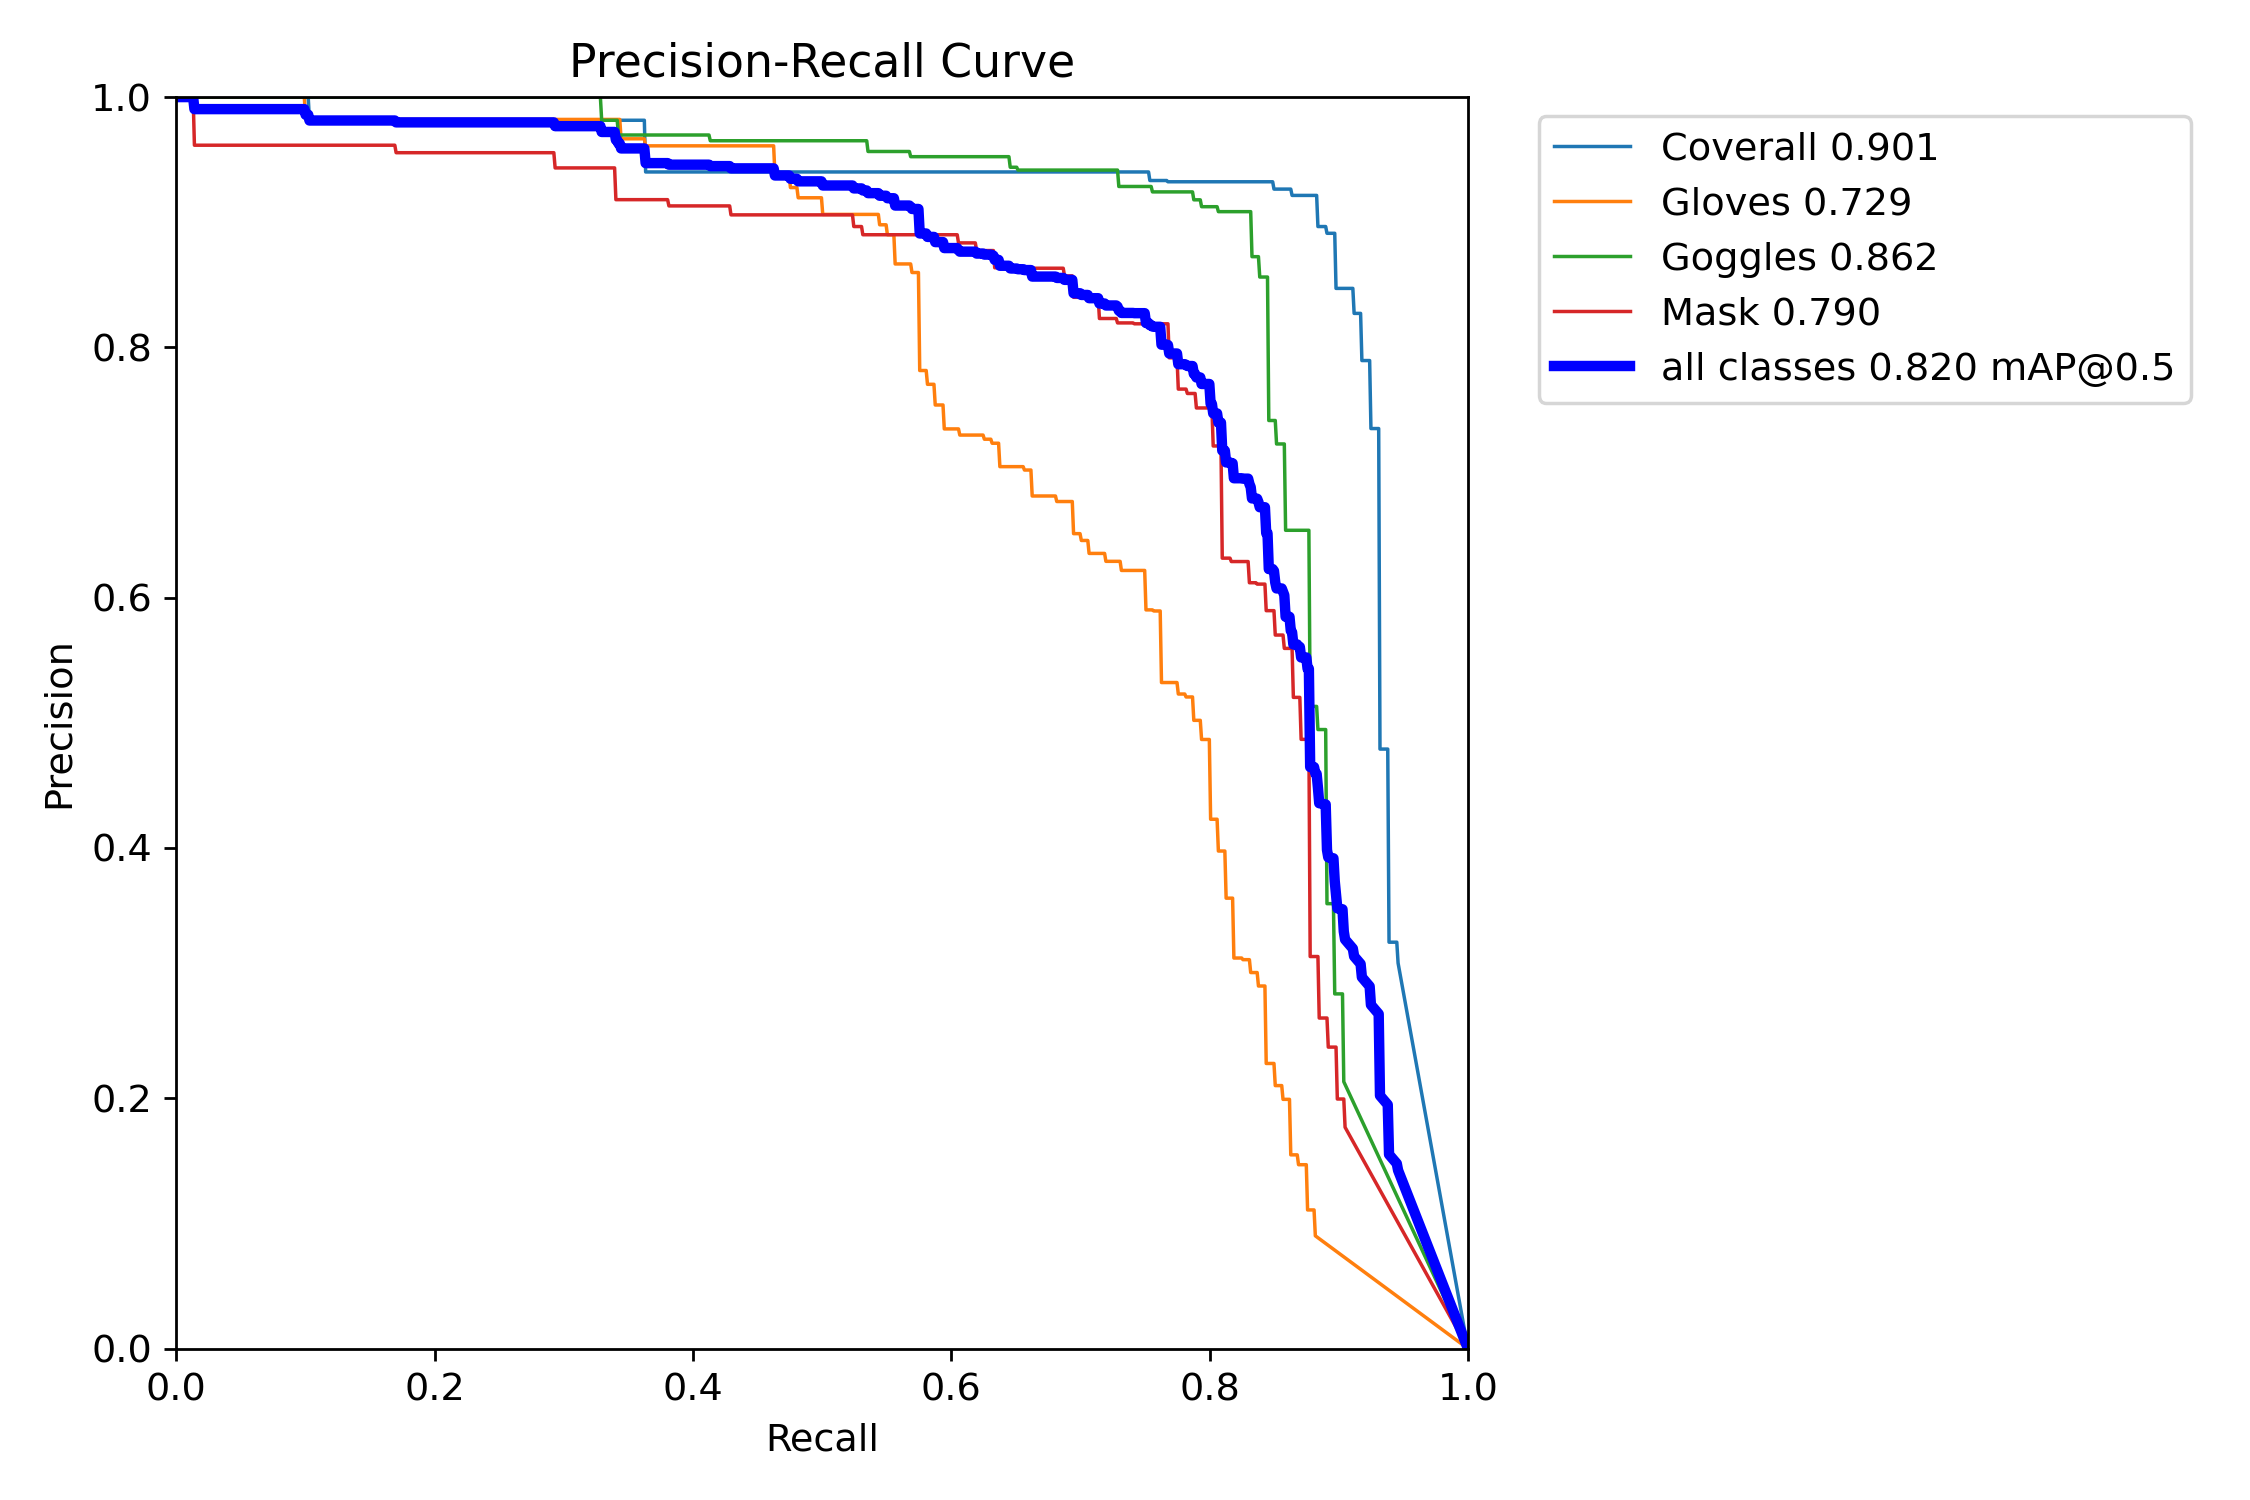 Precision-Recall Curve
1.0
0.8
0.6
0.4
0.2
0.0
Precision
0.0 0.2 0.4 0.6 0.8 1.0
Recall
Coverall 0.901
Gloves 0.729
Goggles 0.862
Mask 0.790
all classes 0.820 mAP@0.5